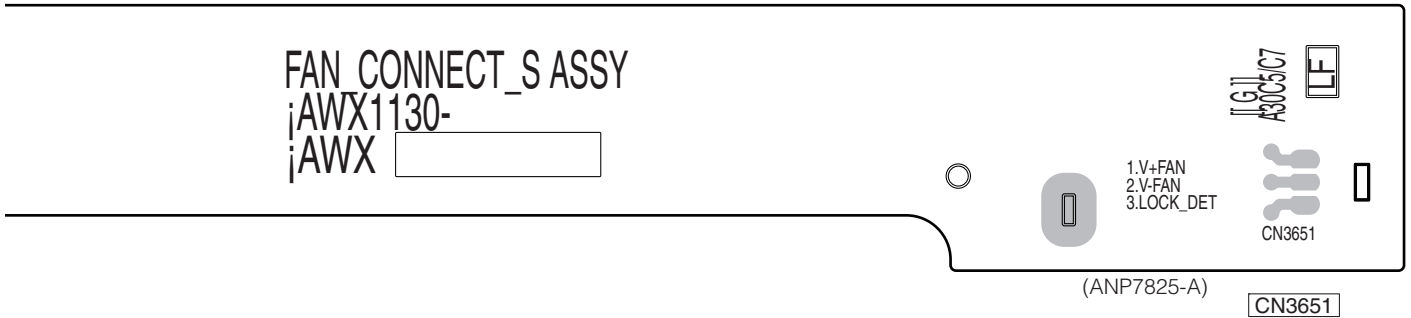 FAN_CONNECT_S ASSY
¡AWX1130-
¡AWX
A30C5/C7
LF
1.V+FAN
2.V-FAN
3.LOCK_DET
CN3651
(ANP7825-A)
CN3651